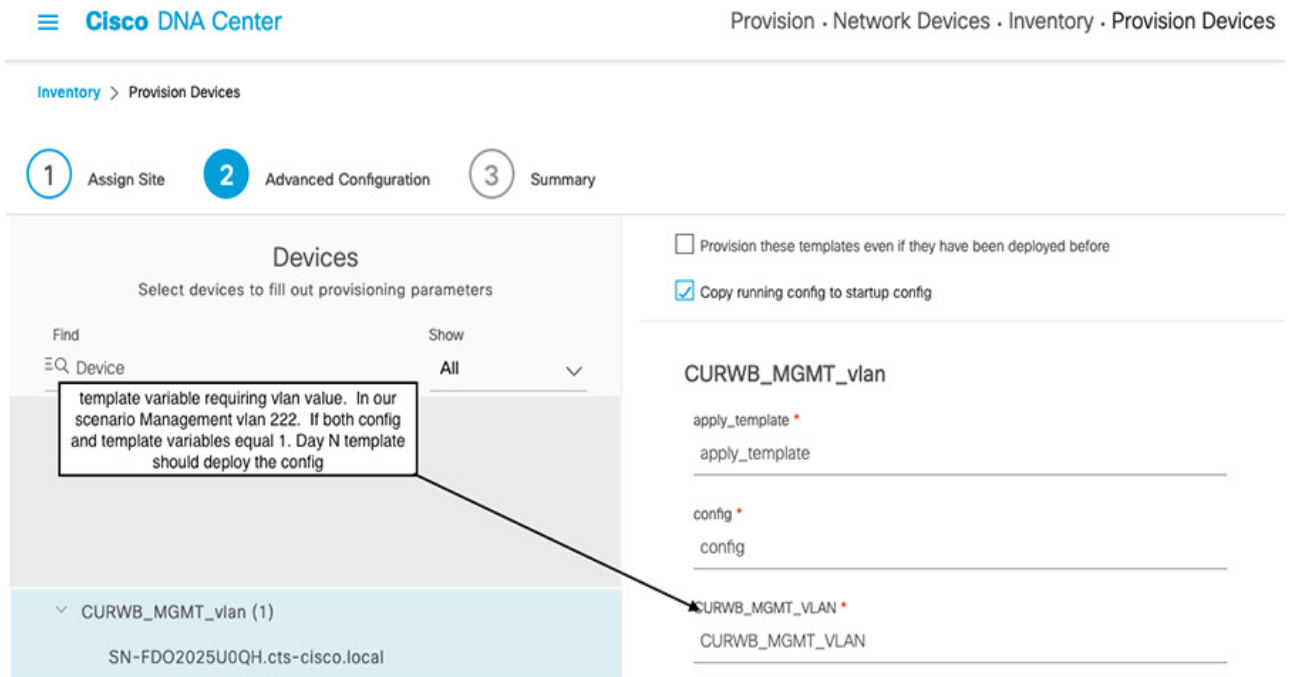 Cisco DNA Center
Provision · Network Devices · Inventory · Provision Devices
Inventory > Provision Devices
1 Assign Site 2 Advanced Configuration 3 Summary
Devices
Select devices to fill out provisioning parameters
Find
Show
Device
All
template variable requiring vlan value. In our
scenario Management vlan 222. If both config
and template variables equal 1. Day N template
should deploy the config
CURWB_MGMT_vlan (1)
SN-FDO2025U0QH.cts-cisco.local
Provision these templates even if they have been deployed before
Copy running config to startup config
CURWB_MGMT_vlan
apply_template *
apply_template
config *
config
CURWB_MGMT_VLAN *
CURWB_MGMT_VLAN